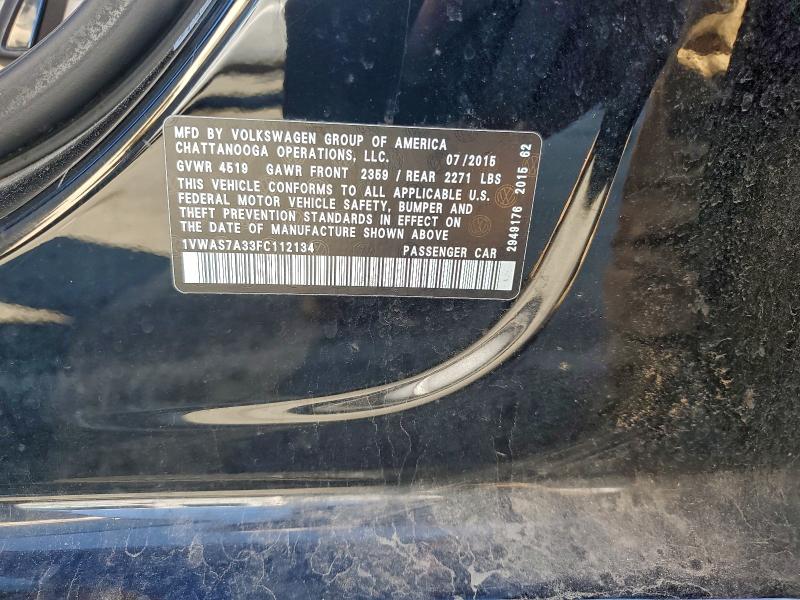 MFD BY VOLKSWAGEN GROUP OF AMERICA
CHATTANOOGA OPERATIONS, LLC. 07/2015
GVWR 4519 GAWR FRONT 2359 / REAR 2271 LBS
THIS VEHICLE CONFORMS TO ALL APPLICABLE U.S.
FEDERAL MOTOR VEHICLE SAFETY, BUMPER AND
THEFT PREVENTION STANDARDS IN EFFECT ON
THE DATE OF MANUFACTURE SHOWN ABOVE
1VWAS7A33FC112134 PASSENGER CAR
2949176 2015 62